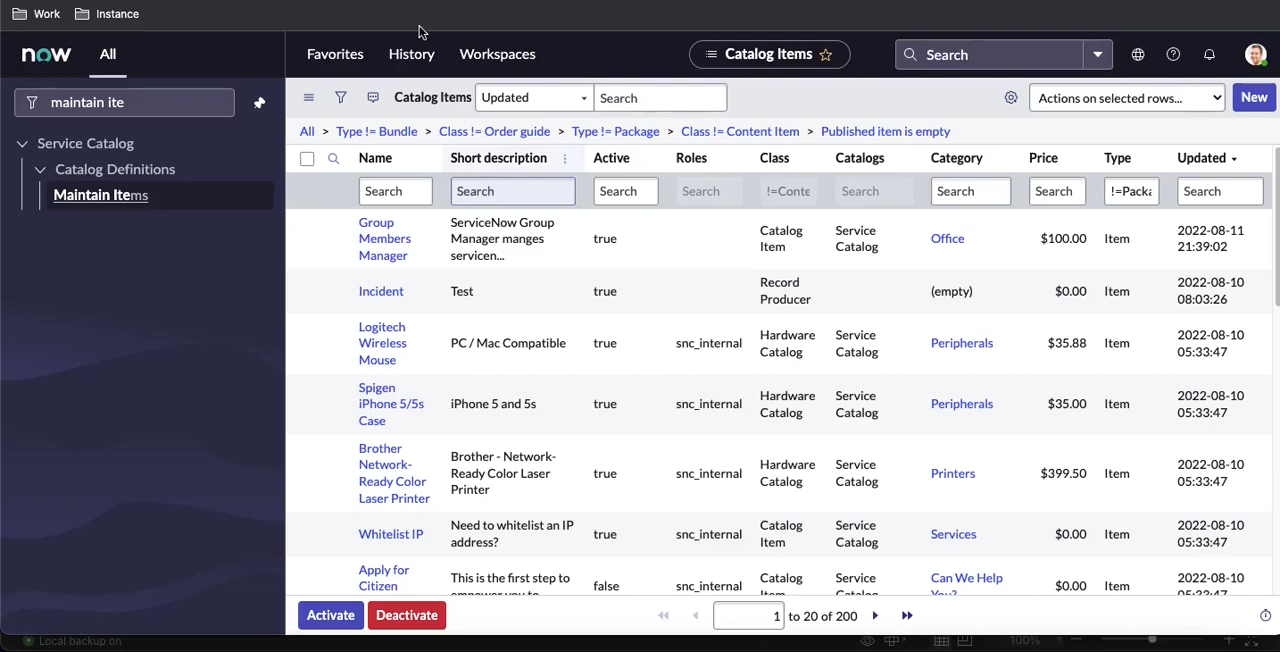 Work Instance
now All Favorites History Workspaces Catalog Items Search
maintain ite
Catalog Items Updated Search Actions on selected rows... New
All > Type != Bundle > Class != Order guide > Type != Package > Class != Content Item > Published item is empty
Service Catalog
Catalog Definitions
Maintain Items
Name Short description Active Roles Class Catalogs Category Price Type Updated
Search Search Search Search !=Conte Search Search Search !=Packa Search
Group
Members
Manager
ServiceNow Group
Manager manges
servicen...
true
Catalog
Item
Service
Catalog
Office
$100.00
Item
2022-08-11
21:39:02
Incident
Test
true
Record
Producer
(empty)
$0.00
Item
2022-08-10
08:03:26
Logitech
Wireless
Mouse
PC / Mac Compatible
true
snc_internal
Hardware
Catalog
Service
Catalog
Peripherals
$35.88
Item
2022-08-10
05:33:47
Spigen
iPhone 5/5s
Case
iPhone 5 and 5s
true
snc_internal
Hardware
Catalog
Service
Catalog
Peripherals
$35.00
Item
2022-08-10
05:33:47
Brother
Network-
Ready Color
Laser Printer
Brother - Network-
Ready Color Laser
Printer
true
snc_internal
Hardware
Catalog
Service
Catalog
Printers
$399.50
Item
2022-08-10
05:33:47
Whitelist IP
Need to whitelist an IP
address?
true
snc_internal
Catalog
Item
Service
Catalog
Services
$0.00
Item
2022-08-10
05:33:47
Apply for
Citizen
This is the first step to
empower you to
false
snc_internal
Catalog
Item
Service
Catalog
Can We Help
You?
$0.00
Item
2022-08-10
05:33:47
Activate Deactivate 1 to 20 of 200
Local backup on 100%